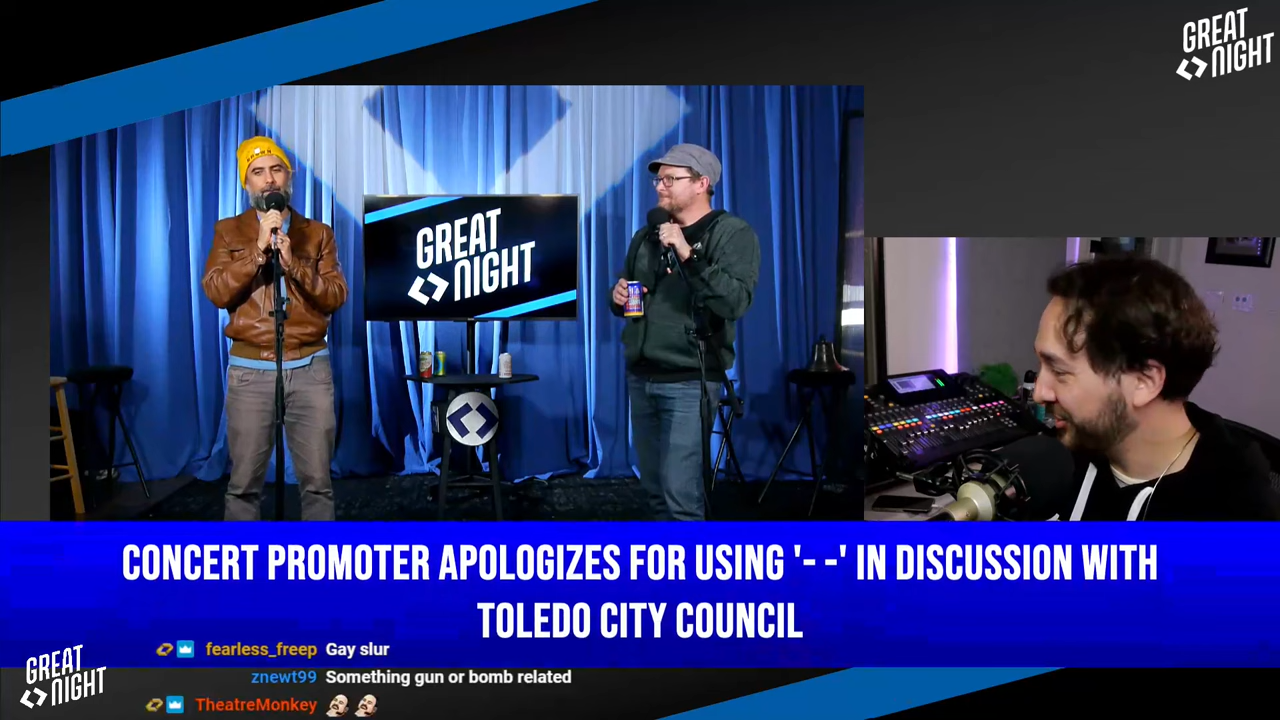 GREAT
NIGHT
GREAT
NIGHT
CONCERT PROMOTER APOLOGIZES FOR USING '- -' IN DISCUSSION WITH
TOLEDO CITY COUNCIL
fearless_freep Gay slur
znewt99 Something gun or bomb related
TheatreMonkey
GREAT
NIGHT